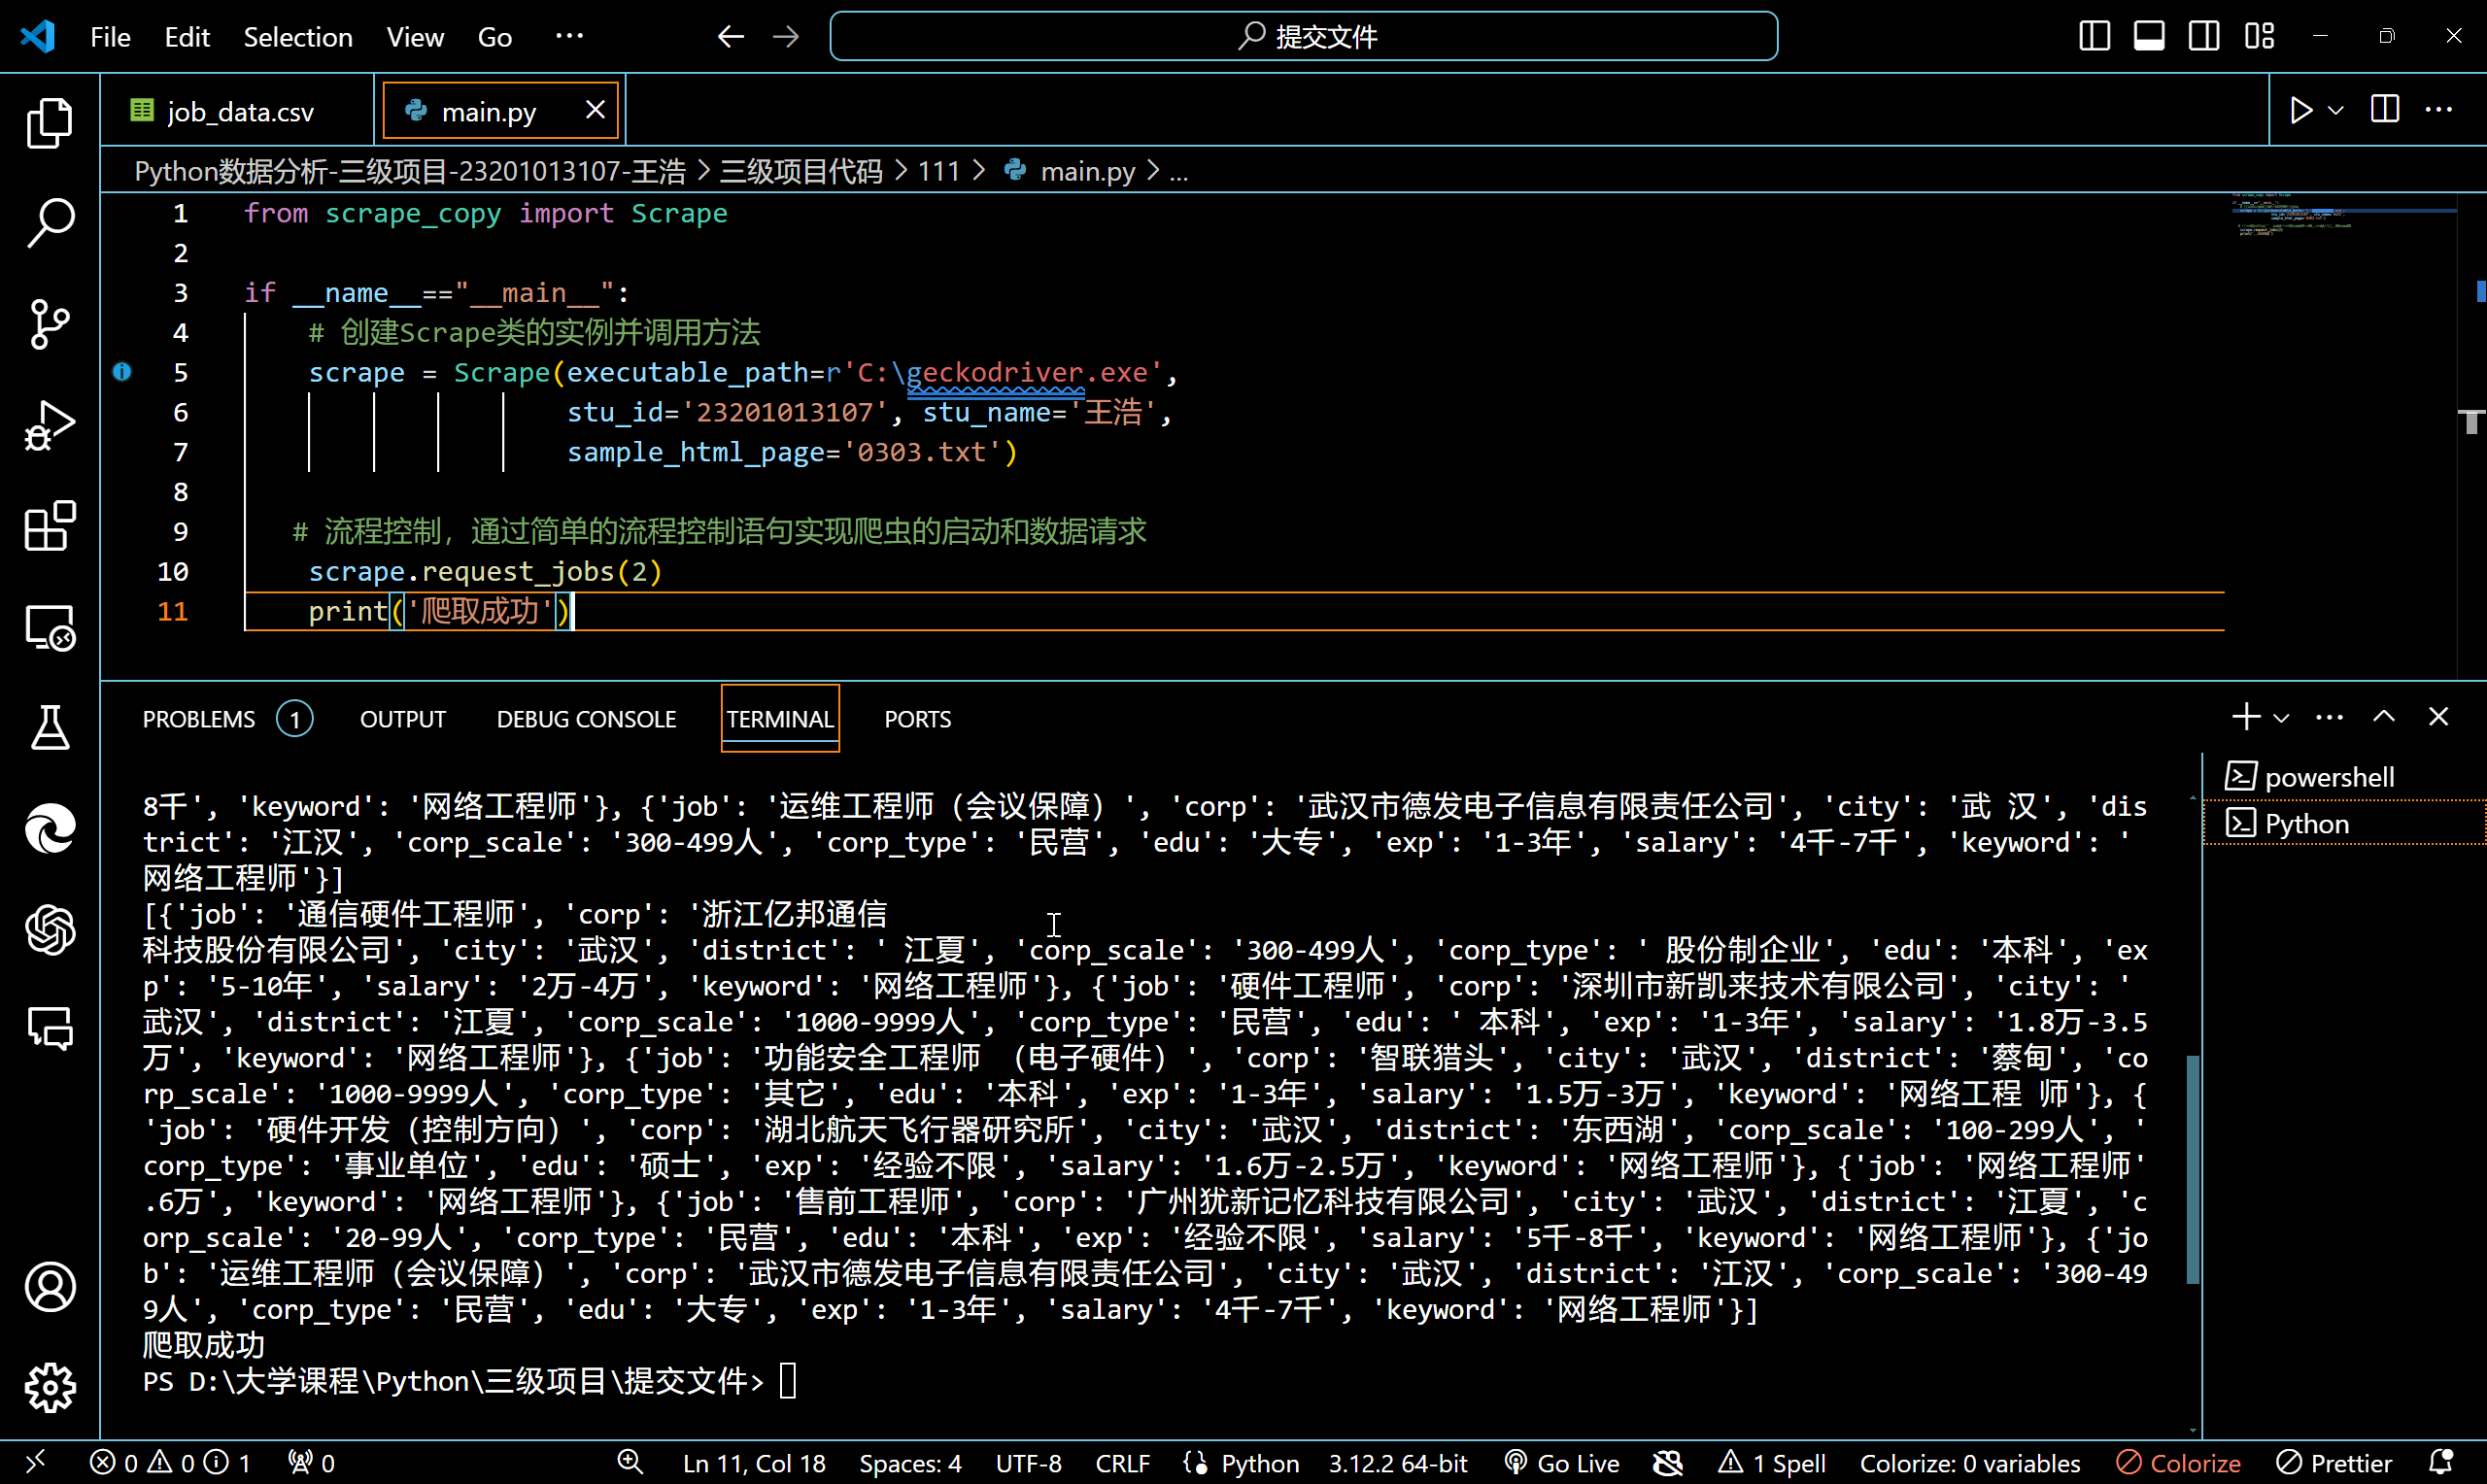 File Edit Selection View Go ··· 提交文件
job_data.csv main.py
Python数据分析-三级项目-23201013107-王浩 > 三级项目代码 > 111 > main.py > ...
1 from scrape_copy import Scrape
2
3 if __name__=="__main__":
4 # 创建Scrape类的实例并调用方法
5 scrape = Scrape(executable_path=r'C:\geckodriver.exe',
6 stu_id='23201013107', stu_name='王浩',
7 sample_html_page='0303.txt')
8
9 # 流程控制，通过简单的流程控制语句实现爬虫的启动和数据请求
10 scrape.request_jobs(2)
11 print('爬取成功')
PROBLEMS 1 OUTPUT DEBUG CONSOLE TERMINAL PORTS
powershell
Python
8千', 'keyword': '网络工程师'}, {'job': '运维工程师（会议保障）', 'corp': '武汉市德发电子信息有限责任公司', 'city': '武 汉', 'dis
trict': '江汉', 'corp_scale': '300-499人', 'corp_type': '民营', 'edu': '大专', 'exp': '1-3年', 'salary': '4千-7千', 'keyword': '
网络工程师'}]
[{'job': '通信硬件工程师', 'corp': '浙江亿邦通信
科技股份有限公司', 'city': '武汉', 'district': ' 江夏', 'corp_scale': '300-499人', 'corp_type': ' 股份制企业', 'edu': '本科', 'ex
p': '5-10年', 'salary': '2万-4万', 'keyword': '网络工程师'}, {'job': '硬件工程师', 'corp': '深圳市新凯来技术有限公司', 'city': '
武汉', 'district': '江夏', 'corp_scale': '1000-9999人', 'corp_type': '民营', 'edu': ' 本科', 'exp': '1-3年', 'salary': '1.8万-3.5
万', 'keyword': '网络工程师'}, {'job': '功能安全工程师 （电子硬件）', 'corp': '智联猎头', 'city': '武汉', 'district': '蔡甸', 'co
rp_scale': '1000-9999人', 'corp_type': '其它', 'edu': '本科', 'exp': '1-3年', 'salary': '1.5万-3万', 'keyword': '网络工程 师'}, {
'job': '硬件开发（控制方向）', 'corp': '湖北航天飞行器研究所', 'city': '武汉', 'district': '东西湖', 'corp_scale': '100-299人', '
corp_type': '事业单位', 'edu': '硕士', 'exp': '经验不限', 'salary': '1.6万-2.5万', 'keyword': '网络工程师'}, {'job': '网络工程师'
.6万', 'keyword': '网络工程师'}, {'job': '售前工程师', 'corp': '广州犹新记忆科技有限公司', 'city': '武汉', 'district': '江夏', 'c
orp_scale': '20-99人', 'corp_type': '民营', 'edu': '本科', 'exp': '经验不限', 'salary': '5千-8千', 'keyword': '网络工程师'}, {'jo
b': '运维工程师（会议保障）', 'corp': '武汉市德发电子信息有限责任公司', 'city': '武汉', 'district': '江汉', 'corp_scale': '300-49
9人', 'corp_type': '民营', 'edu': '大专', 'exp': '1-3年', 'salary': '4千-7千', 'keyword': '网络工程师'}]
爬取成功
PS D:\大学课程\Python\三级项目\提交文件>
0 0 1 0 Ln 11, Col 18 Spaces: 4 UTF-8 CRLF Python 3.12.2 64-bit Go Live 1 Spell Colorize: 0 variables Colorize Prettier